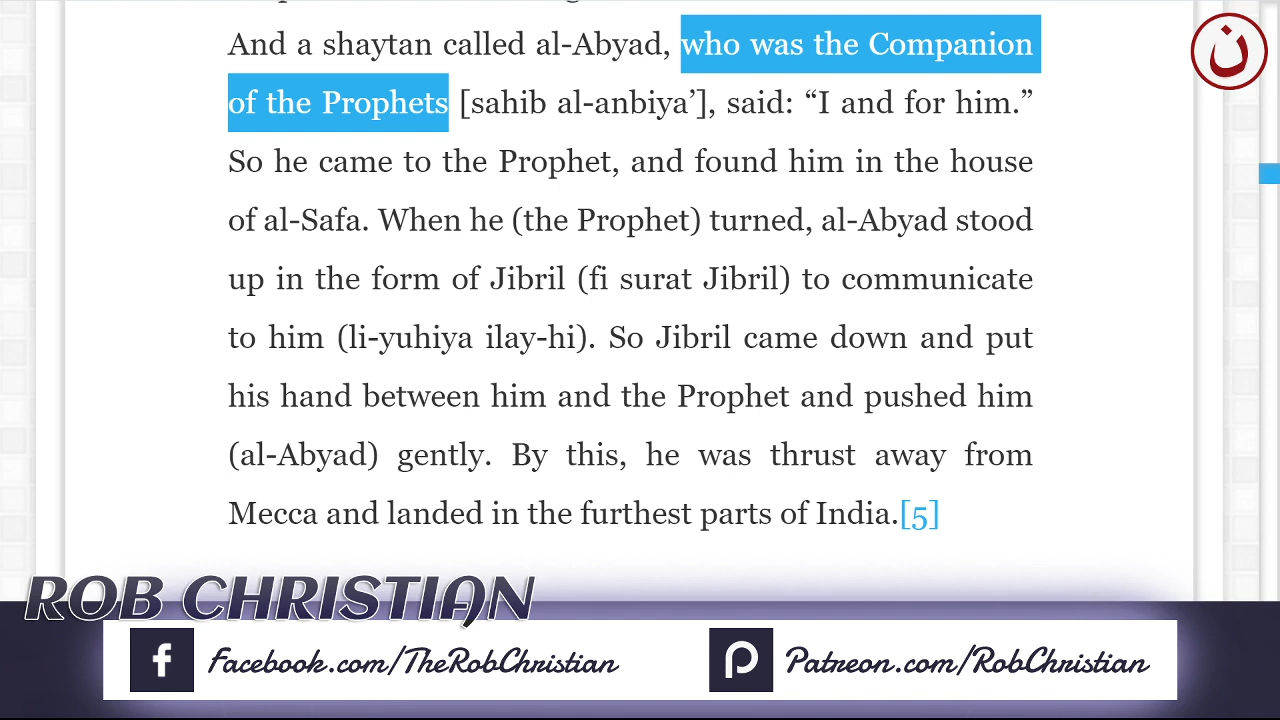 And a shaytan called al-Abyad, who was the Companion
of the Prophets [sahib al-anbiya’], said: “I and for him.”
So he came to the Prophet, and found him in the house
of al-Safa. When he (the Prophet) turned, al-Abyad stood
up in the form of Jibril (fi surat Jibril) to communicate
to him (li-yuhiya ilay-hi). So Jibril came down and put
his hand between him and the Prophet and pushed him
(al-Abyad) gently. By this, he was thrust away from
Mecca and landed in the furthest parts of India.[5]
ن
ROB CHRISTIAN
Facebook.com/TheRobChristian
Patreon.com/RobChristian